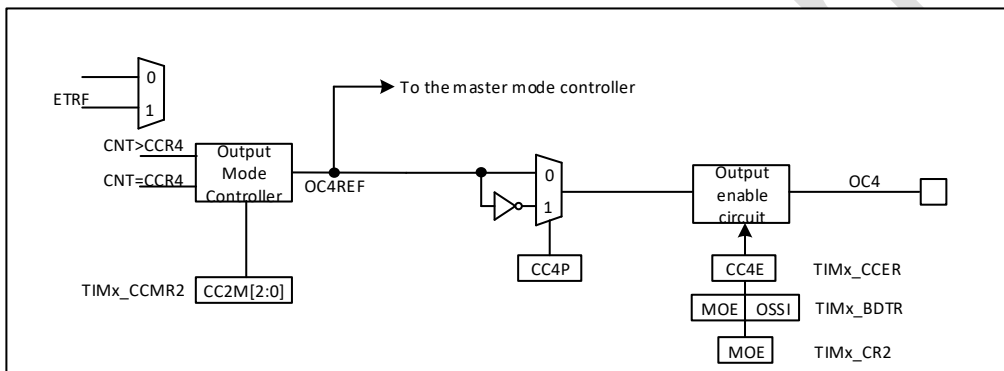 0
ETRF
1
To the master mode controller
CNT>CCR4
CNT=CCR4
Output
Mode
Controller
OC4REF
0
1
Output
enable
circuit
OC4
CC4P
TIMx_CCMR2
CC2M[2:0]
CC4E
TIMx_CCER
MOE OSSI
TIMx_BDTR
MOE
TIMx_CR2